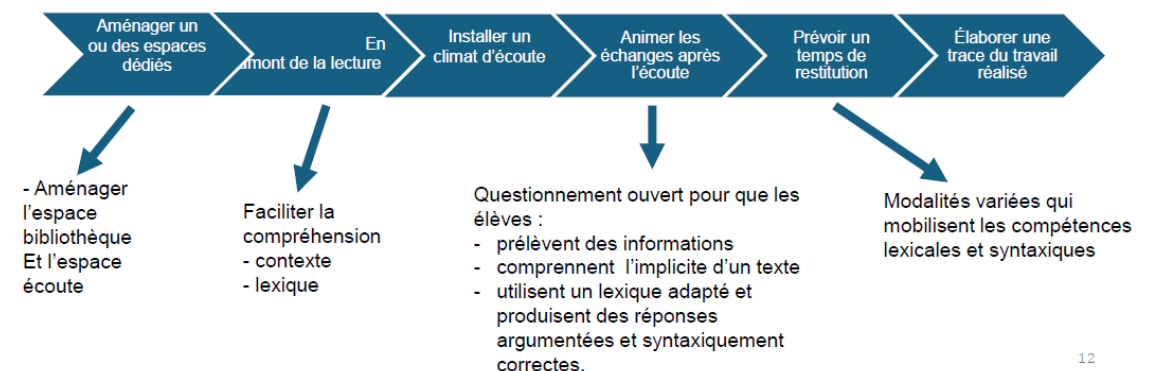 Aménager un
ou des espaces
dédiés
En
amont de la lecture
Installer un
climat d'écoute
Animer les
échanges après
l'écoute
Prévoir un
temps de
restitution
Élaborer une
trace du travail
réalisé
- Aménager
l'espace
bibliothèque
Et l'espace
écoute
Faciliter la
compréhension
- contexte
- lexique
Questionnement ouvert pour que les
élèves :
- prélèvent des informations
- comprennent l'implicite d'un texte
- utilisent un lexique adapté et
produisent des réponses
argumentées et syntaxiquement
correctes.
Modalités variées qui
mobilisent les compétences
lexicales et syntaxiques
12